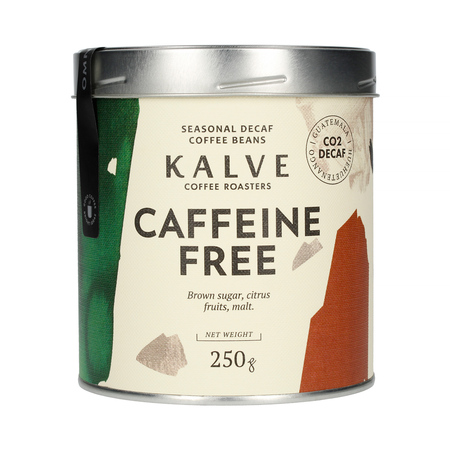 SEASONAL DECAF
COFFEE BEANS
KALVE
COFFEE ROASTERS
GUATEMALA
HUEHUETENANGO
CO2
DECAF
CAFFEINE
FREE
Brown sugar, citrus
fruits, malt.
NET WEIGHT
250g